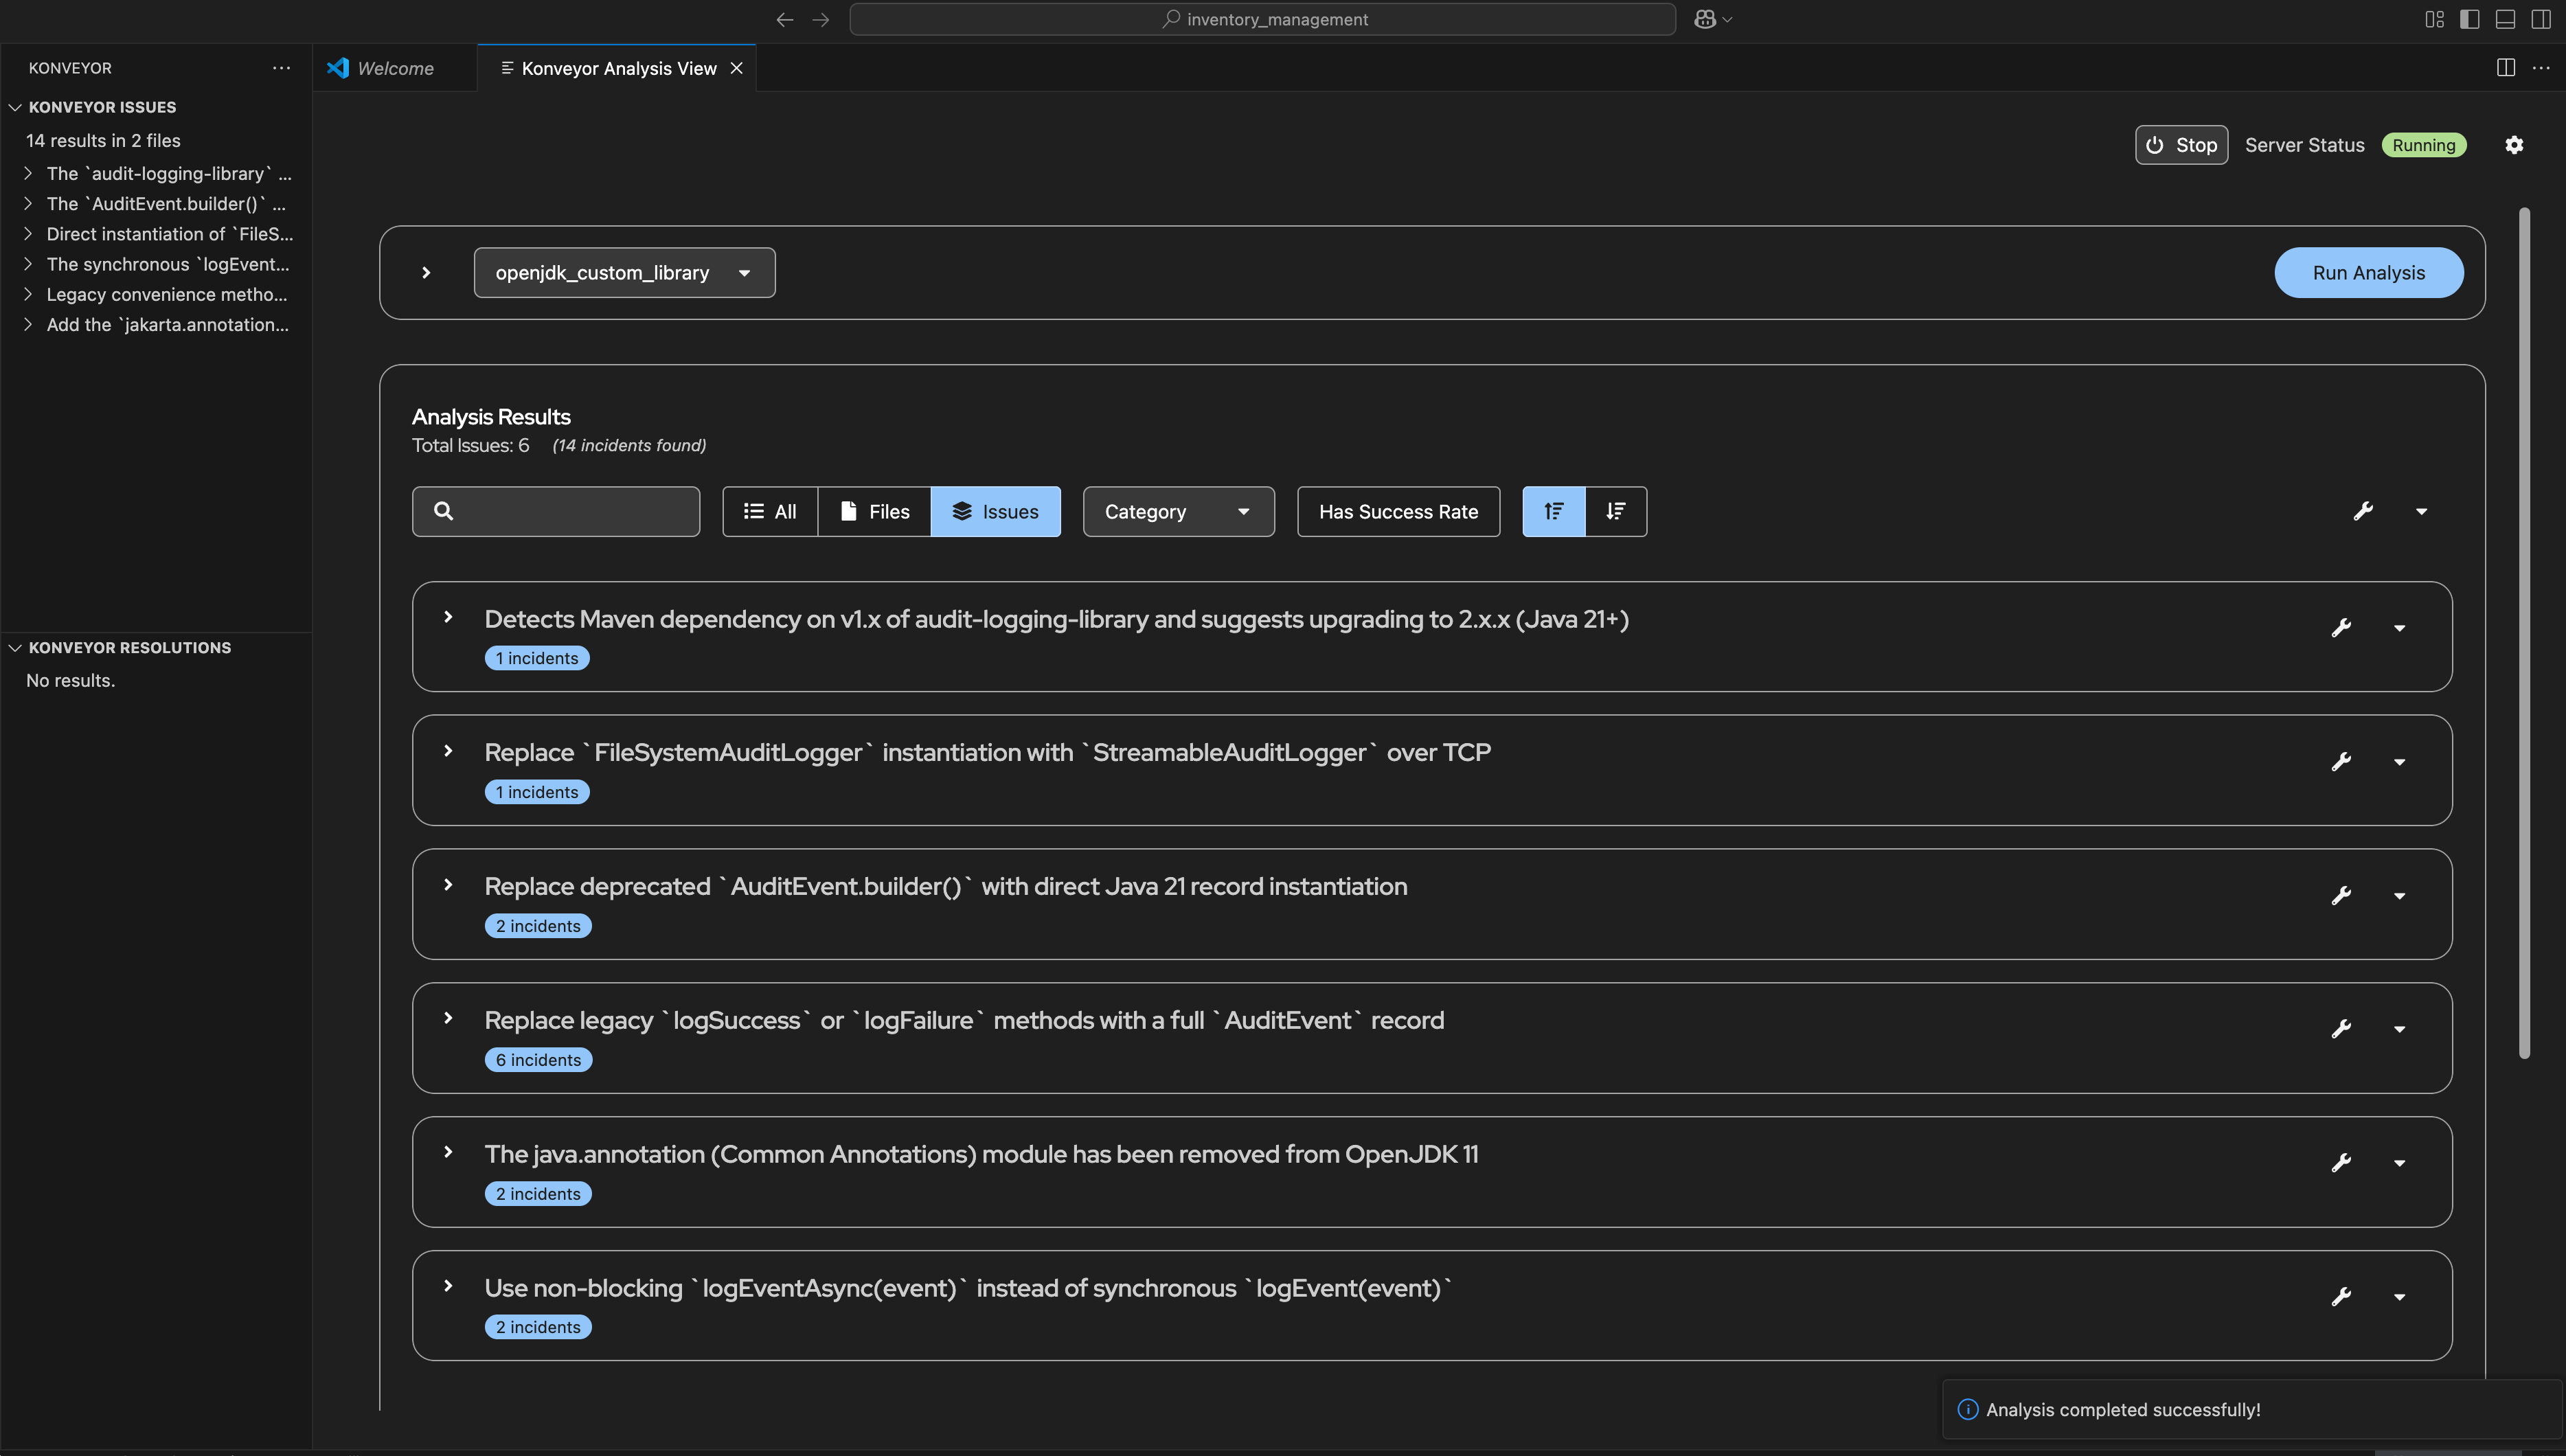 inventory_management
KONVEYOR
KONVEYOR ISSUES
14 results in 2 files
The `audit-logging-library` ...
The `AuditEvent.builder()` ...
Direct instantiation of `FileS...
The synchronous `logEvent...
Legacy convenience metho...
Add the `jakarta.annotation...
KONVEYOR RESOLUTIONS
No results.
Welcome
Konveyor Analysis View
Stop
Server Status
Running
openjdk_custom_library
Run Analysis
Analysis Results
Total Issues: 6 (14 incidents found)
All
Files
Issues
Category
Has Success Rate
Detects Maven dependency on v1.x of audit-logging-library and suggests upgrading to 2.x.x (Java 21+)
1 incidents
Replace `FileSystemAuditLogger` instantiation with `StreamableAuditLogger` over TCP
1 incidents
Replace deprecated `AuditEvent.builder()` with direct Java 21 record instantiation
2 incidents
Replace legacy `logSuccess` or `logFailure` methods with a full `AuditEvent` record
6 incidents
The java.annotation (Common Annotations) module has been removed from OpenJDK 11
2 incidents
Use non-blocking `logEventAsync(event)` instead of synchronous `logEvent(event)`
2 incidents
Analysis completed successfully!